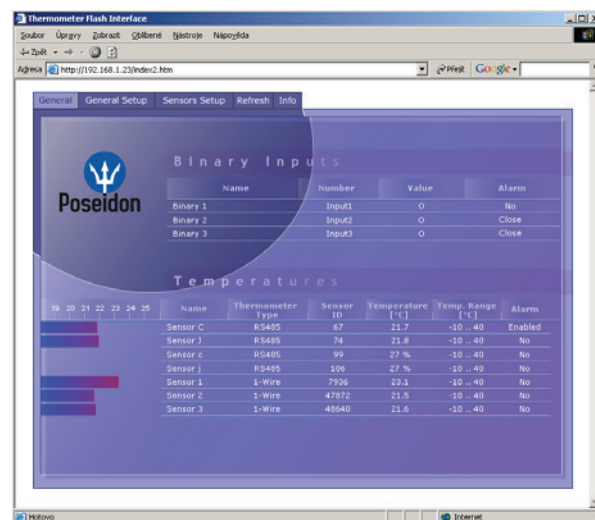 Thermometer Flash Interface
Soubor Úpravy Zobrazit Oblíbené Nástroje Nápověda
Zpět
Adresa http://192.168.1.23/index2.htm Přejít Google
General General Setup Sensors Setup Refresh Info
Poseidon
Binary Inputs
Name Number Value Alarm
Binary 1 Input1 0 No
Binary 2 Input2 0 Close
Binary 3 Input3 0 Close
Temperatures
19 20 21 22 23 24 25 Name Thermometer Type Sensor ID Temperature [°C] Temp. Range [°C] Alarm
Sensor C RS485 67 21.7 -10 .. 40 Enabled
Sensor J RS485 74 21.8 -10 .. 40 No
Sensor c RS485 99 27 % -10 .. 40 No
Sensor j RS485 106 27 % -10 .. 40 No
Sensor 1 1-Wire 7936 23.1 -10 .. 40 No
Sensor 2 1-Wire 47872 21.5 -10 .. 40 No
Sensor 3 1-Wire 48640 21.6 -10 .. 40 No
Hotovo Internet